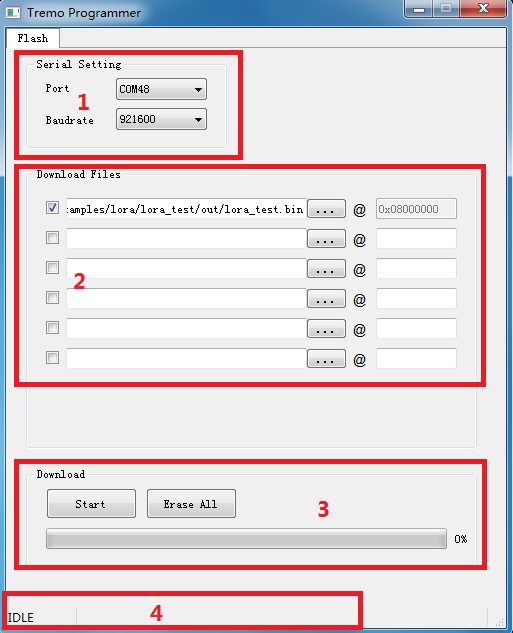 Tremo Programmer
Flash
Serial Setting
Port COM48
1
Baudrate 921600
Download Files
:amples/lora/lora_test/out/lora_test.bin ... @ 0x08000000
... @
... @
2
... @
... @
... @
Download
Start Erase All
3
0%
IDLE
4